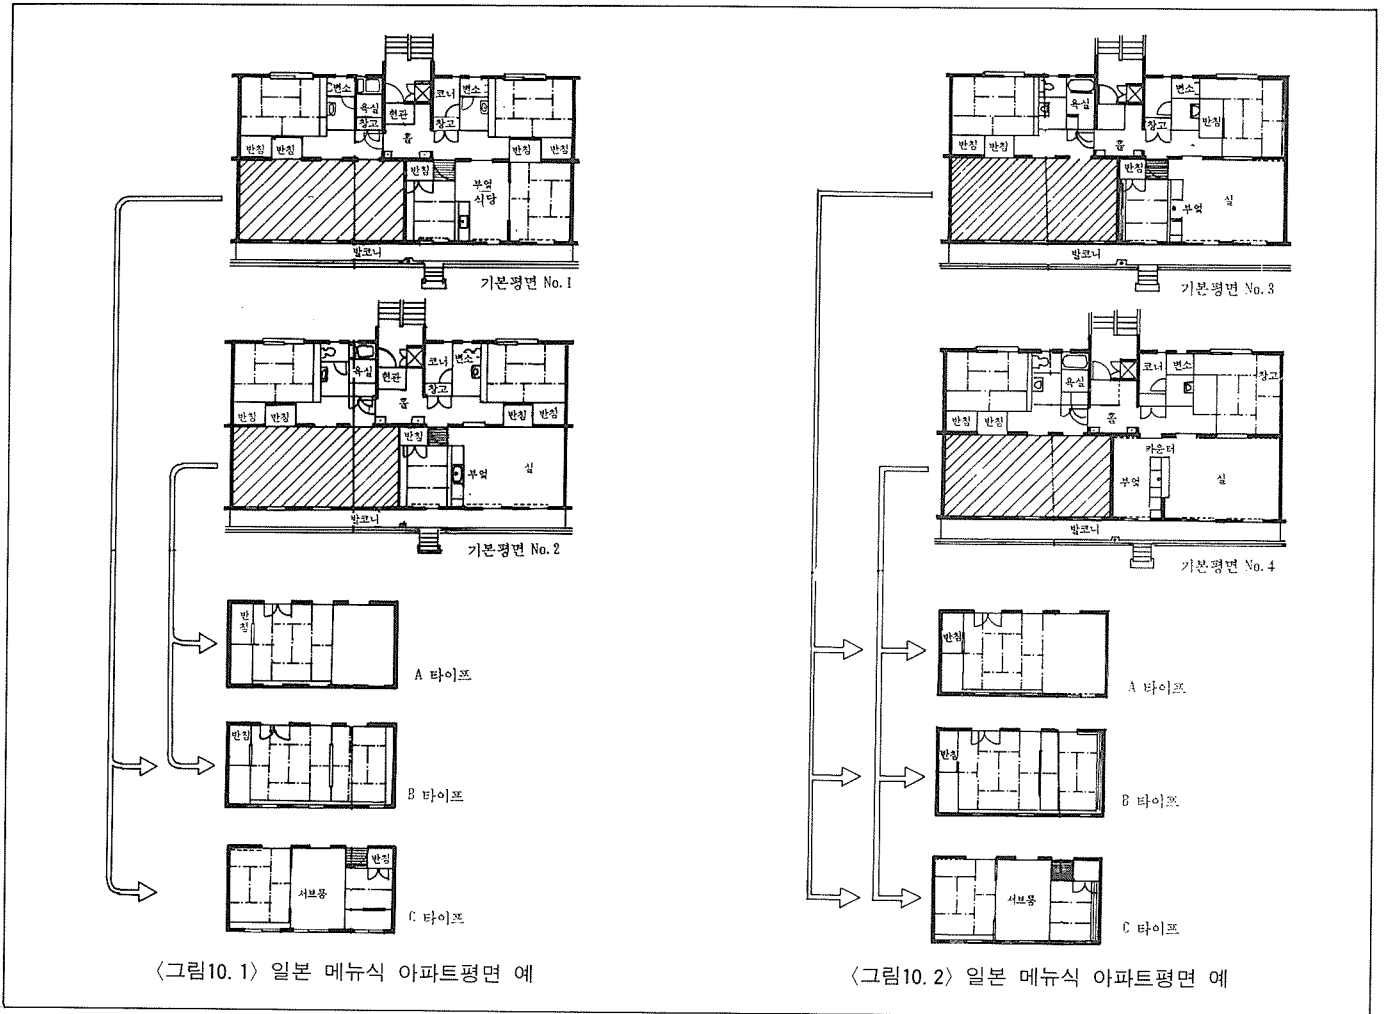 변소
욕실
코너
변소
창고
현관
창고
홀
반침
반침
반침
반침
반침
부엌
식당
발코니
기본평면 No.1
변소
코너
욕실
현관
창고
홀
반침
반침
반침
반침
반침
부엌
실
발코니
기본평면 No.2
반침
A 타이프
반침
B 타이프
반침
서브룸
C 타이프
〈그림10. 1〉 일본 메뉴식 아파트평면 예
변소
욕실
반침
창고
홀
반침
반침
반침
부엌
실
발코니
기본평면 No.3
코너
변소
창고
욕실
홀
반침
반침
카운터
부엌
실
발코니
기본평면 No.4
반침
A 타이프
반침
B 타이프
서브룸
C 타이프
〈그림10. 2〉 일본 메뉴식 아파트평면 예